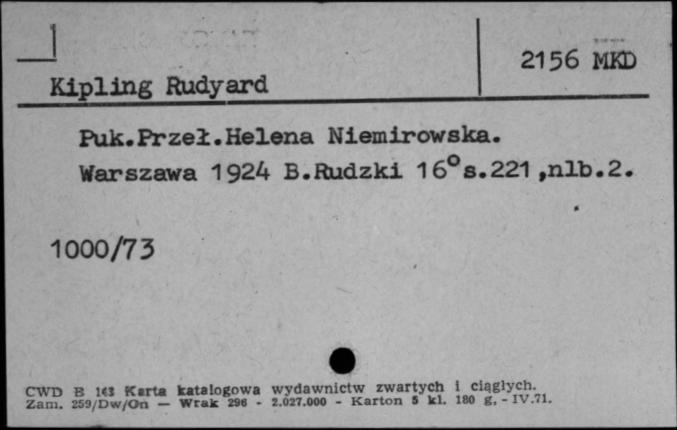 2156 MKD
Kipling Rudyard
Puk.Przeł.Helena Niemirowska.
Warszawa 1924 B.Rudzki 16°s.221,nlb.2.
1000/73
CWD B 143 Karta katalogowa wydawnictw zwartych i ciągłych.
Zam. 259/Dw/On — Wrak 296 - 2.027.000 - Karton 5 kl. 180 g, - IV.71.